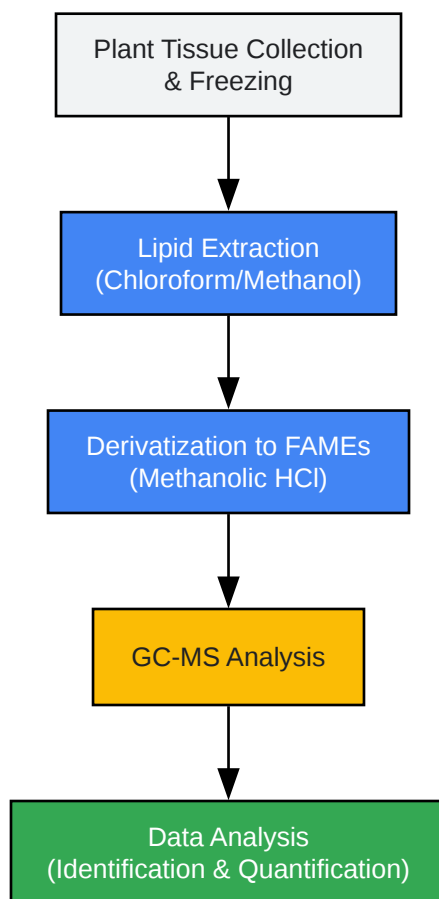 Plant Tissue Collection
& Freezing
Lipid Extraction
(Chloroform/Methanol)
Derivatization to FAMEs
(Methanolic HCl)
GC-MS Analysis
Data Analysis
(Identification & Quantification)